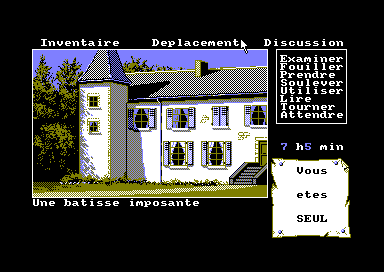 Inventaire Deplacement Discussion
Examiner
Fouiller
Prendre
Soulever
Utiliser
Lire
Tourner
Attendre
7 h5 min
Vous
etes
SEUL
Une batisse imposante